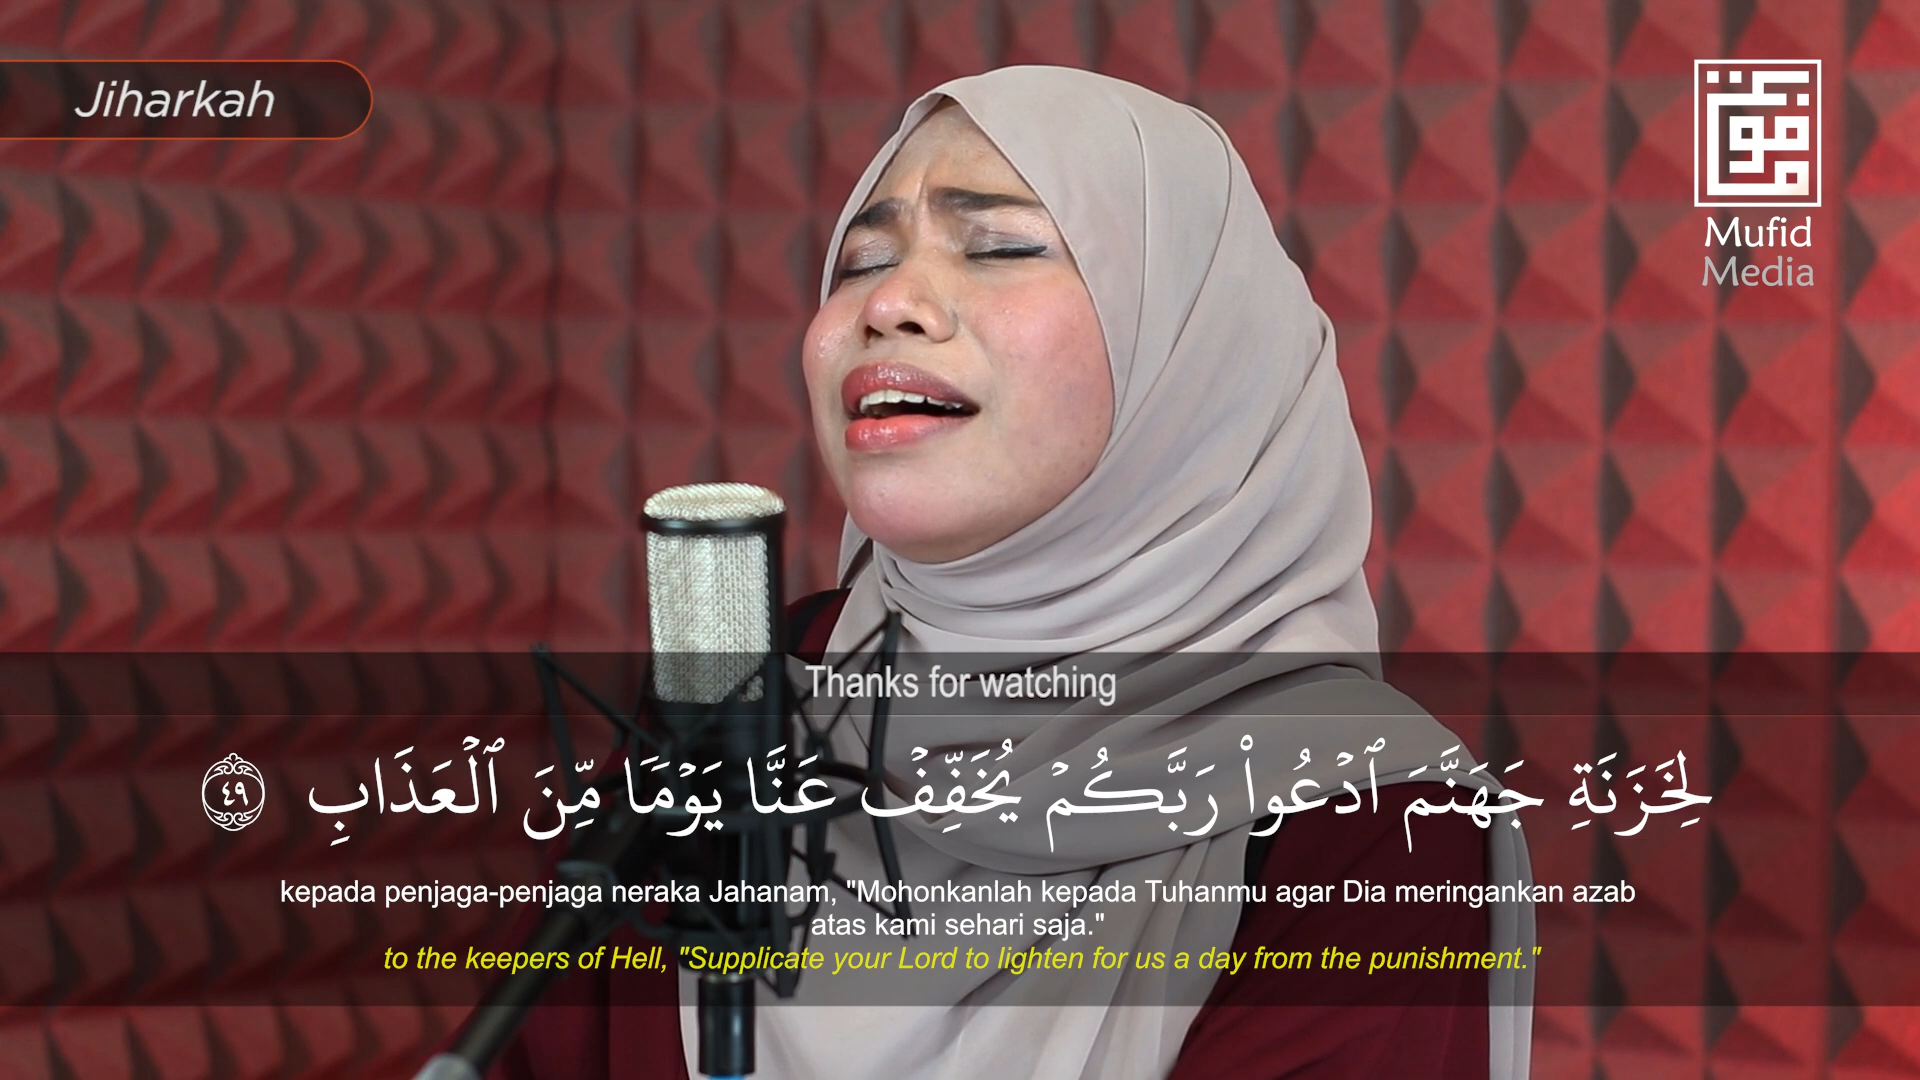 Jiharkah
Mufid
Media
Thanks for watching
لِخَزَنَةِ جَهَنَّمَ ٱدۡعُواْ رَبَّكُمۡ يُخَفِّفۡ عَنَّا يَوۡمٗا مِّنَ ٱلۡعَذَابِ ٤٩
kepada penjaga-penjaga neraka Jahanam, "Mohonkanlah kepada Tuhanmu agar Dia meringankan azab
atas kami sehari saja."
to the keepers of Hell, "Supplicate your Lord to lighten for us a day from the punishment."